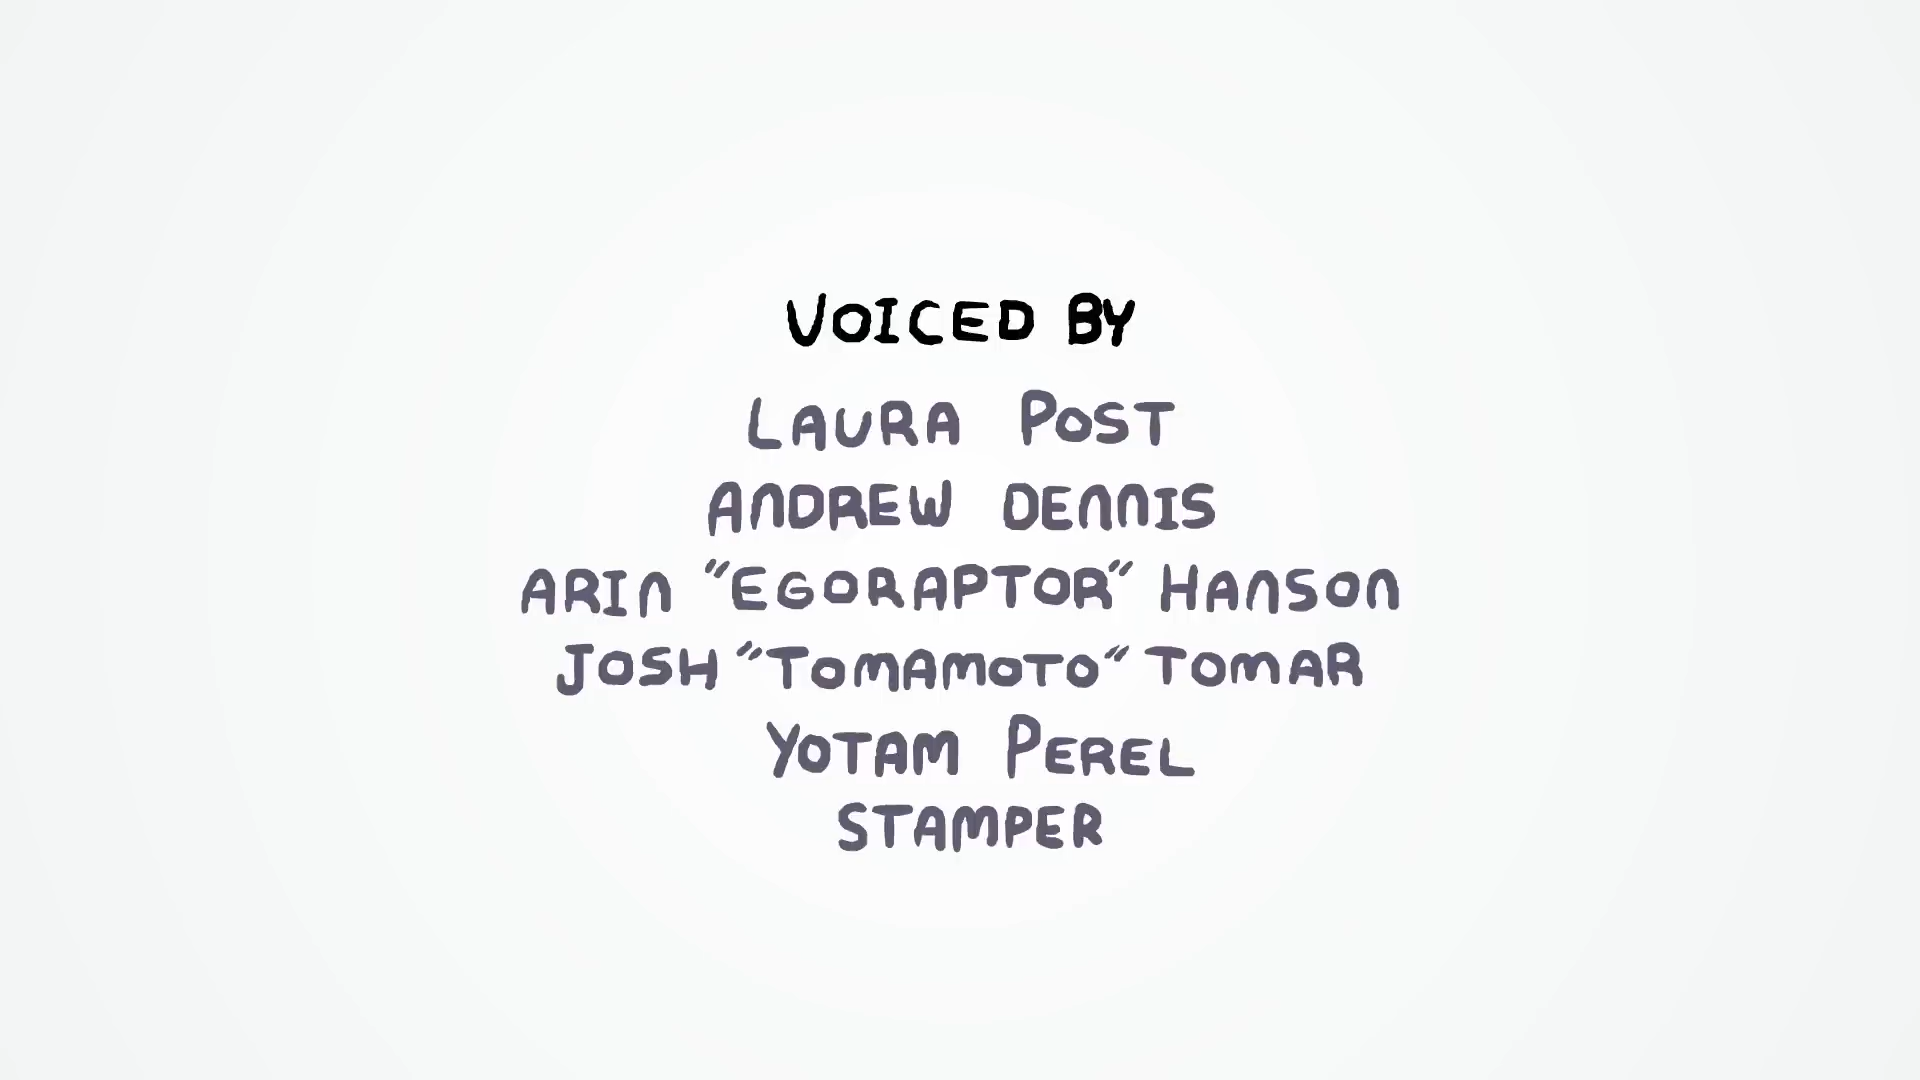 VOICED BY
LAURA POST
ANDREW DENNIS
ARIN "EGORAPTOR" HANSON
JOSH "TOMAMOTO" TOMAR
YOTAM PEREL
STAMPER